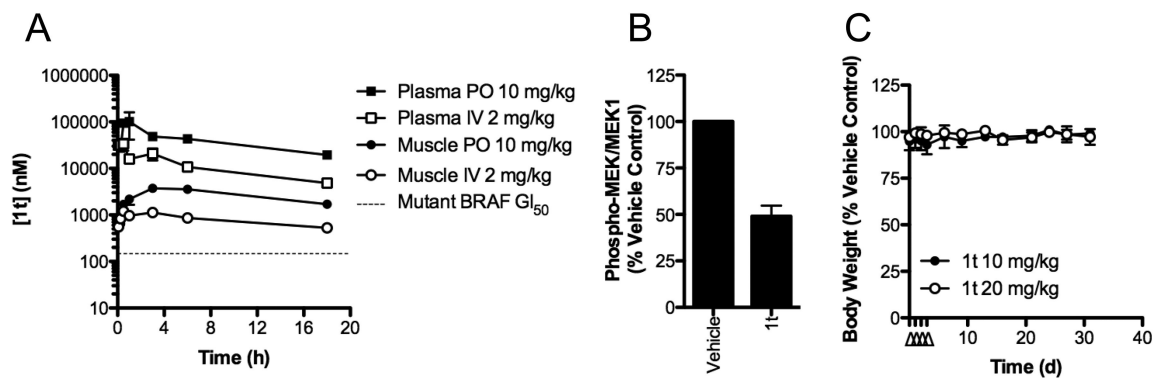 A
1000000
100000
10000
1000
100
10
[1t] (nM)
0 4 8 12 16 20
Time (h)
Plasma PO 10 mg/kg
Plasma IV 2 mg/kg
Muscle PO 10 mg/kg
Muscle IV 2 mg/kg
Mutant BRAF GI50
B
Phospho-MEK/MEK1
(% Vehicle Control)
125
100
75
50
25
0
Vehicle
1t
C
Body Weight (% Vehicle Control)
125
100
75
50
25
0
1t 10 mg/kg
1t 20 mg/kg
0 10 20 30 40
Time (d)